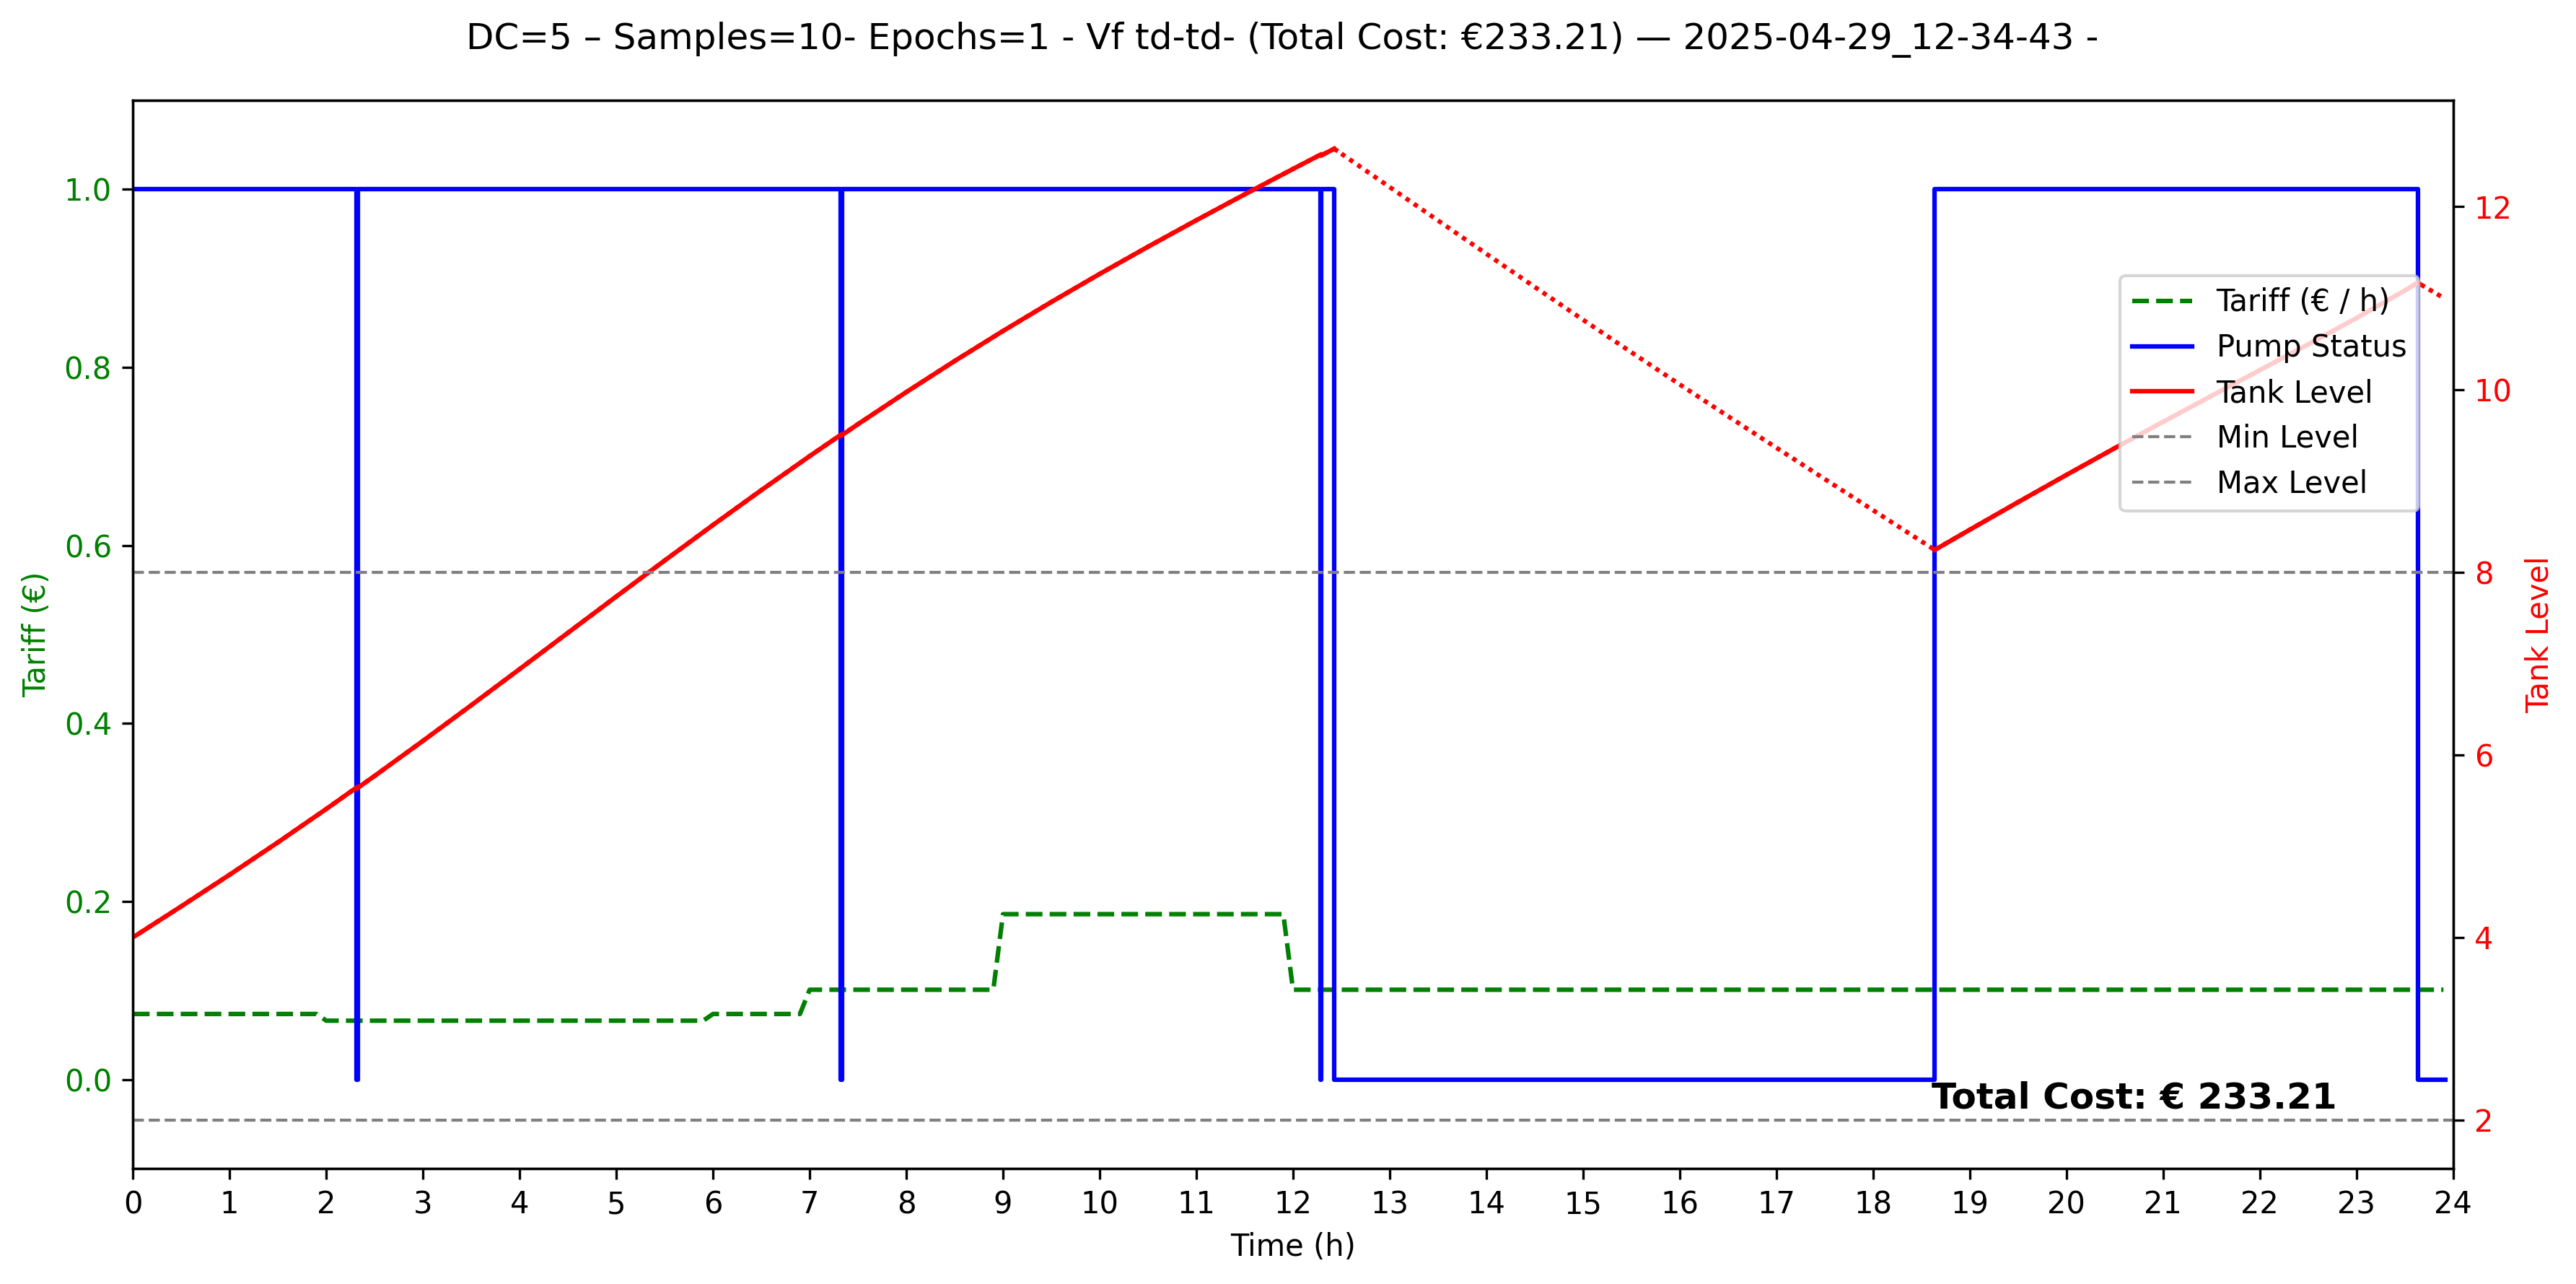 DC=5 – Samples=10- Epochs=1 - Vf td-td- (Total Cost: €233.21) — 2025-04-29_12-34-43 -
1.0
0.8
0.6
0.4
0.2
0.0
Tariff (€)
12
10
8
6
4
2
Tank Level
Tariff (€ / h)
Pump Status
Tank Level
Min Level
Max Level
Total Cost: € 233.21
0 1 2 3 4 5 6 7 8 9 10 11 12 13 14 15 16 17 18 19 20 21 22 23 24
Time (h)